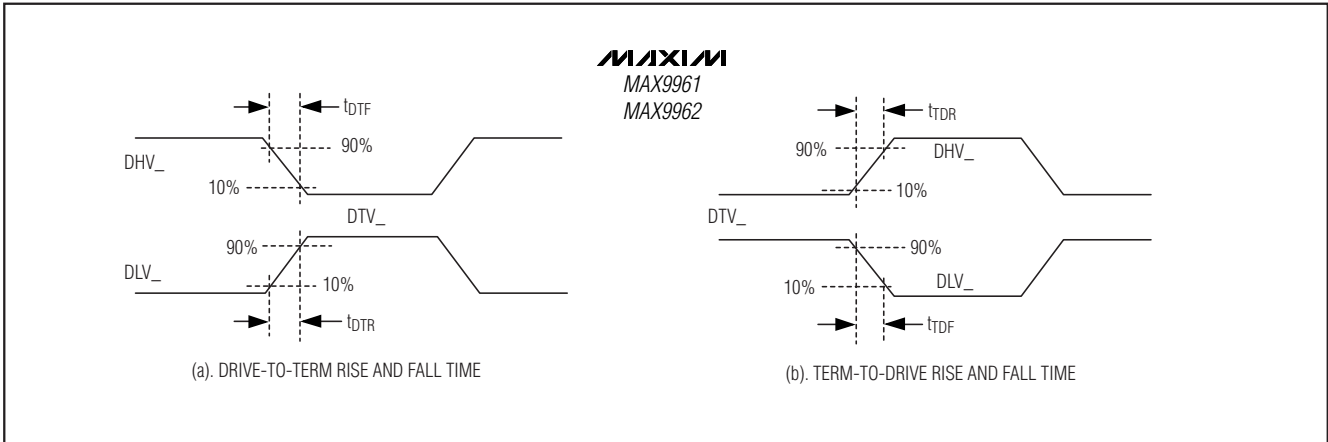 MAXIM
MAX9961
MAX9962
tDTF
90%
DHV_
10%
DTV_
90%
DLV_
10%
tDTR
(a). DRIVE-TO-TERM RISE AND FALL TIME
tTDR
90%
DHV_
10%
DTV_
90%
10%
DLV_
tTDF
(b). TERM-TO-DRIVE RISE AND FALL TIME